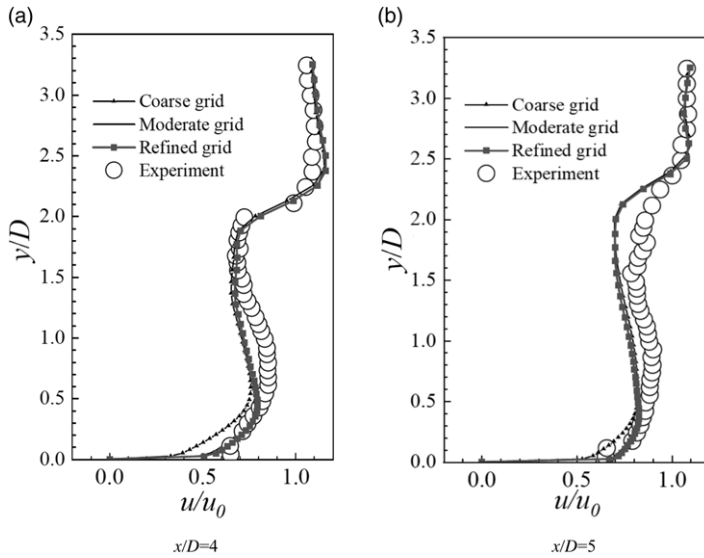 (a)
3.5
3.0
2.5
2.0
1.5
1.0
0.5
0.0
y/D
Coarse grid
Moderate grid
Refined grid
Experiment
0.0
0.5
1.0
u/u0
x/D=4
(b)
3.5
3.0
2.5
2.0
1.5
1.0
0.5
0.0
y/D
Coarse grid
Moderate grid
Refined grid
Experiment
0.0
0.5
1.0
u/u0
x/D=5